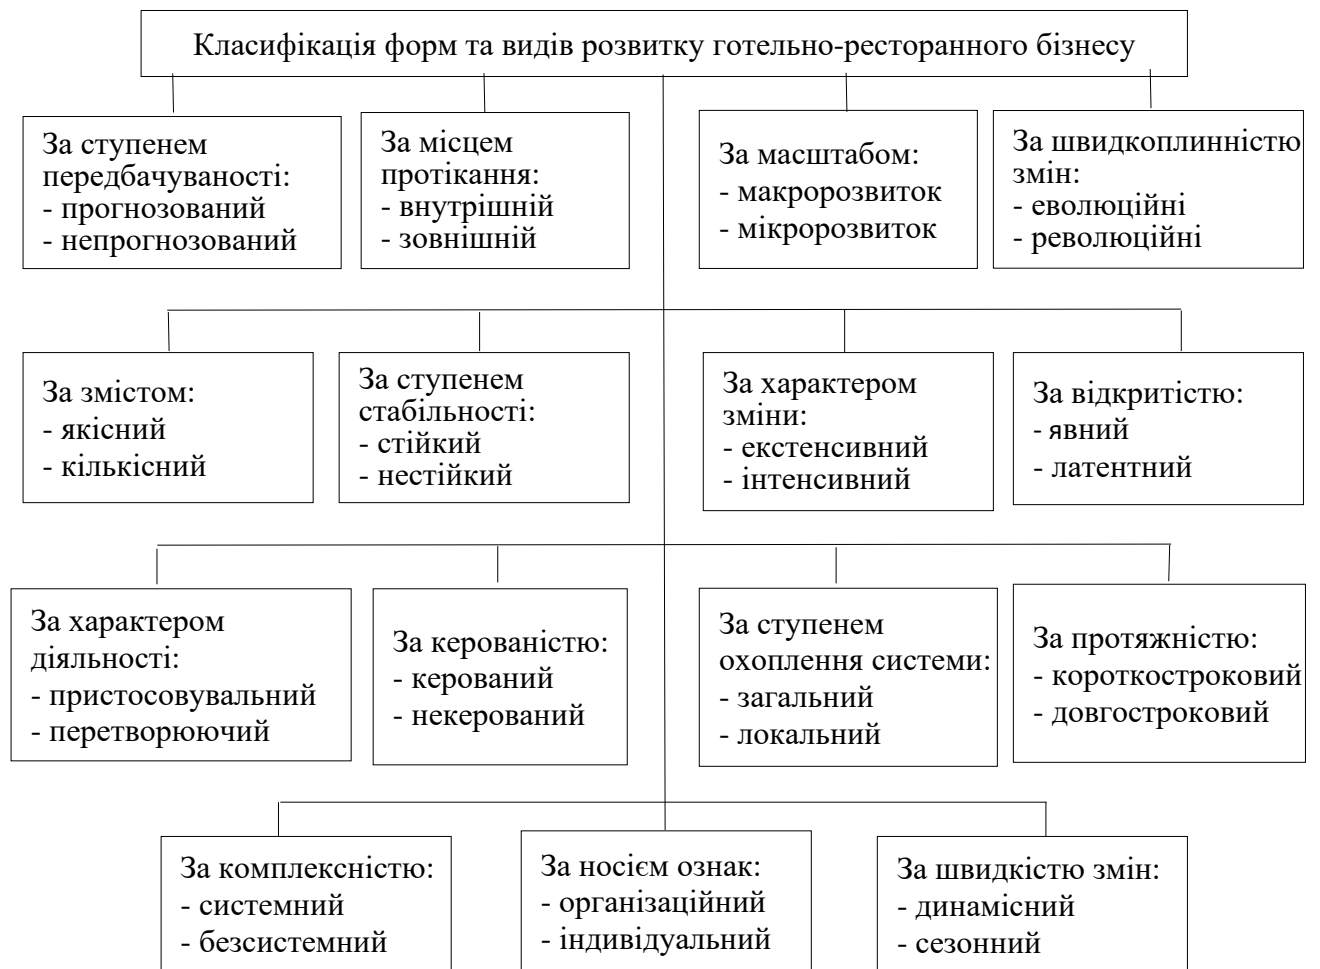 Класифікація форм та видів розвитку готельно-ресторанного бізнесу
За ступенем
передбачуваності:
- прогнозований
- непрогнозований
За місцем
протікання:
- внутрішній
- зовнішній
За масштабом:
- макророзвиток
- мікророзвиток
За швидкоплинністю
змін:
- еволюційні
- революційні
За змістом:
- якісний
- кількісний
За ступенем
стабільності:
- стійкий
- нестійкий
За характером
зміни:
- екстенсивний
- інтенсивний
За відкритістю:
- явний
- латентний
За характером
діяльності:
- пристосовувальний
- перетворюючий
За керованістю:
- керований
- некерований
За ступенем
охоплення системи:
- загальний
- локальний
За протяжністю:
- короткостроковий
- довгостроковий
За комплексністю:
- системний
- безсистемний
За носієм ознак:
- організаційний
- індивідуальний
За швидкістю змін:
- динамісний
- сезонний